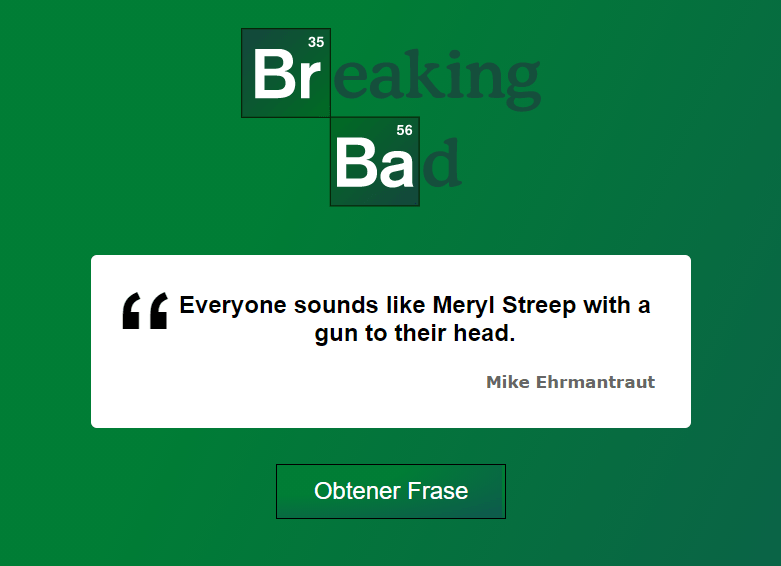 35
Breaking
56
Bad
“ Everyone sounds like Meryl Streep with a
gun to their head.
Mike Ehrmantraut
Obtener Frase